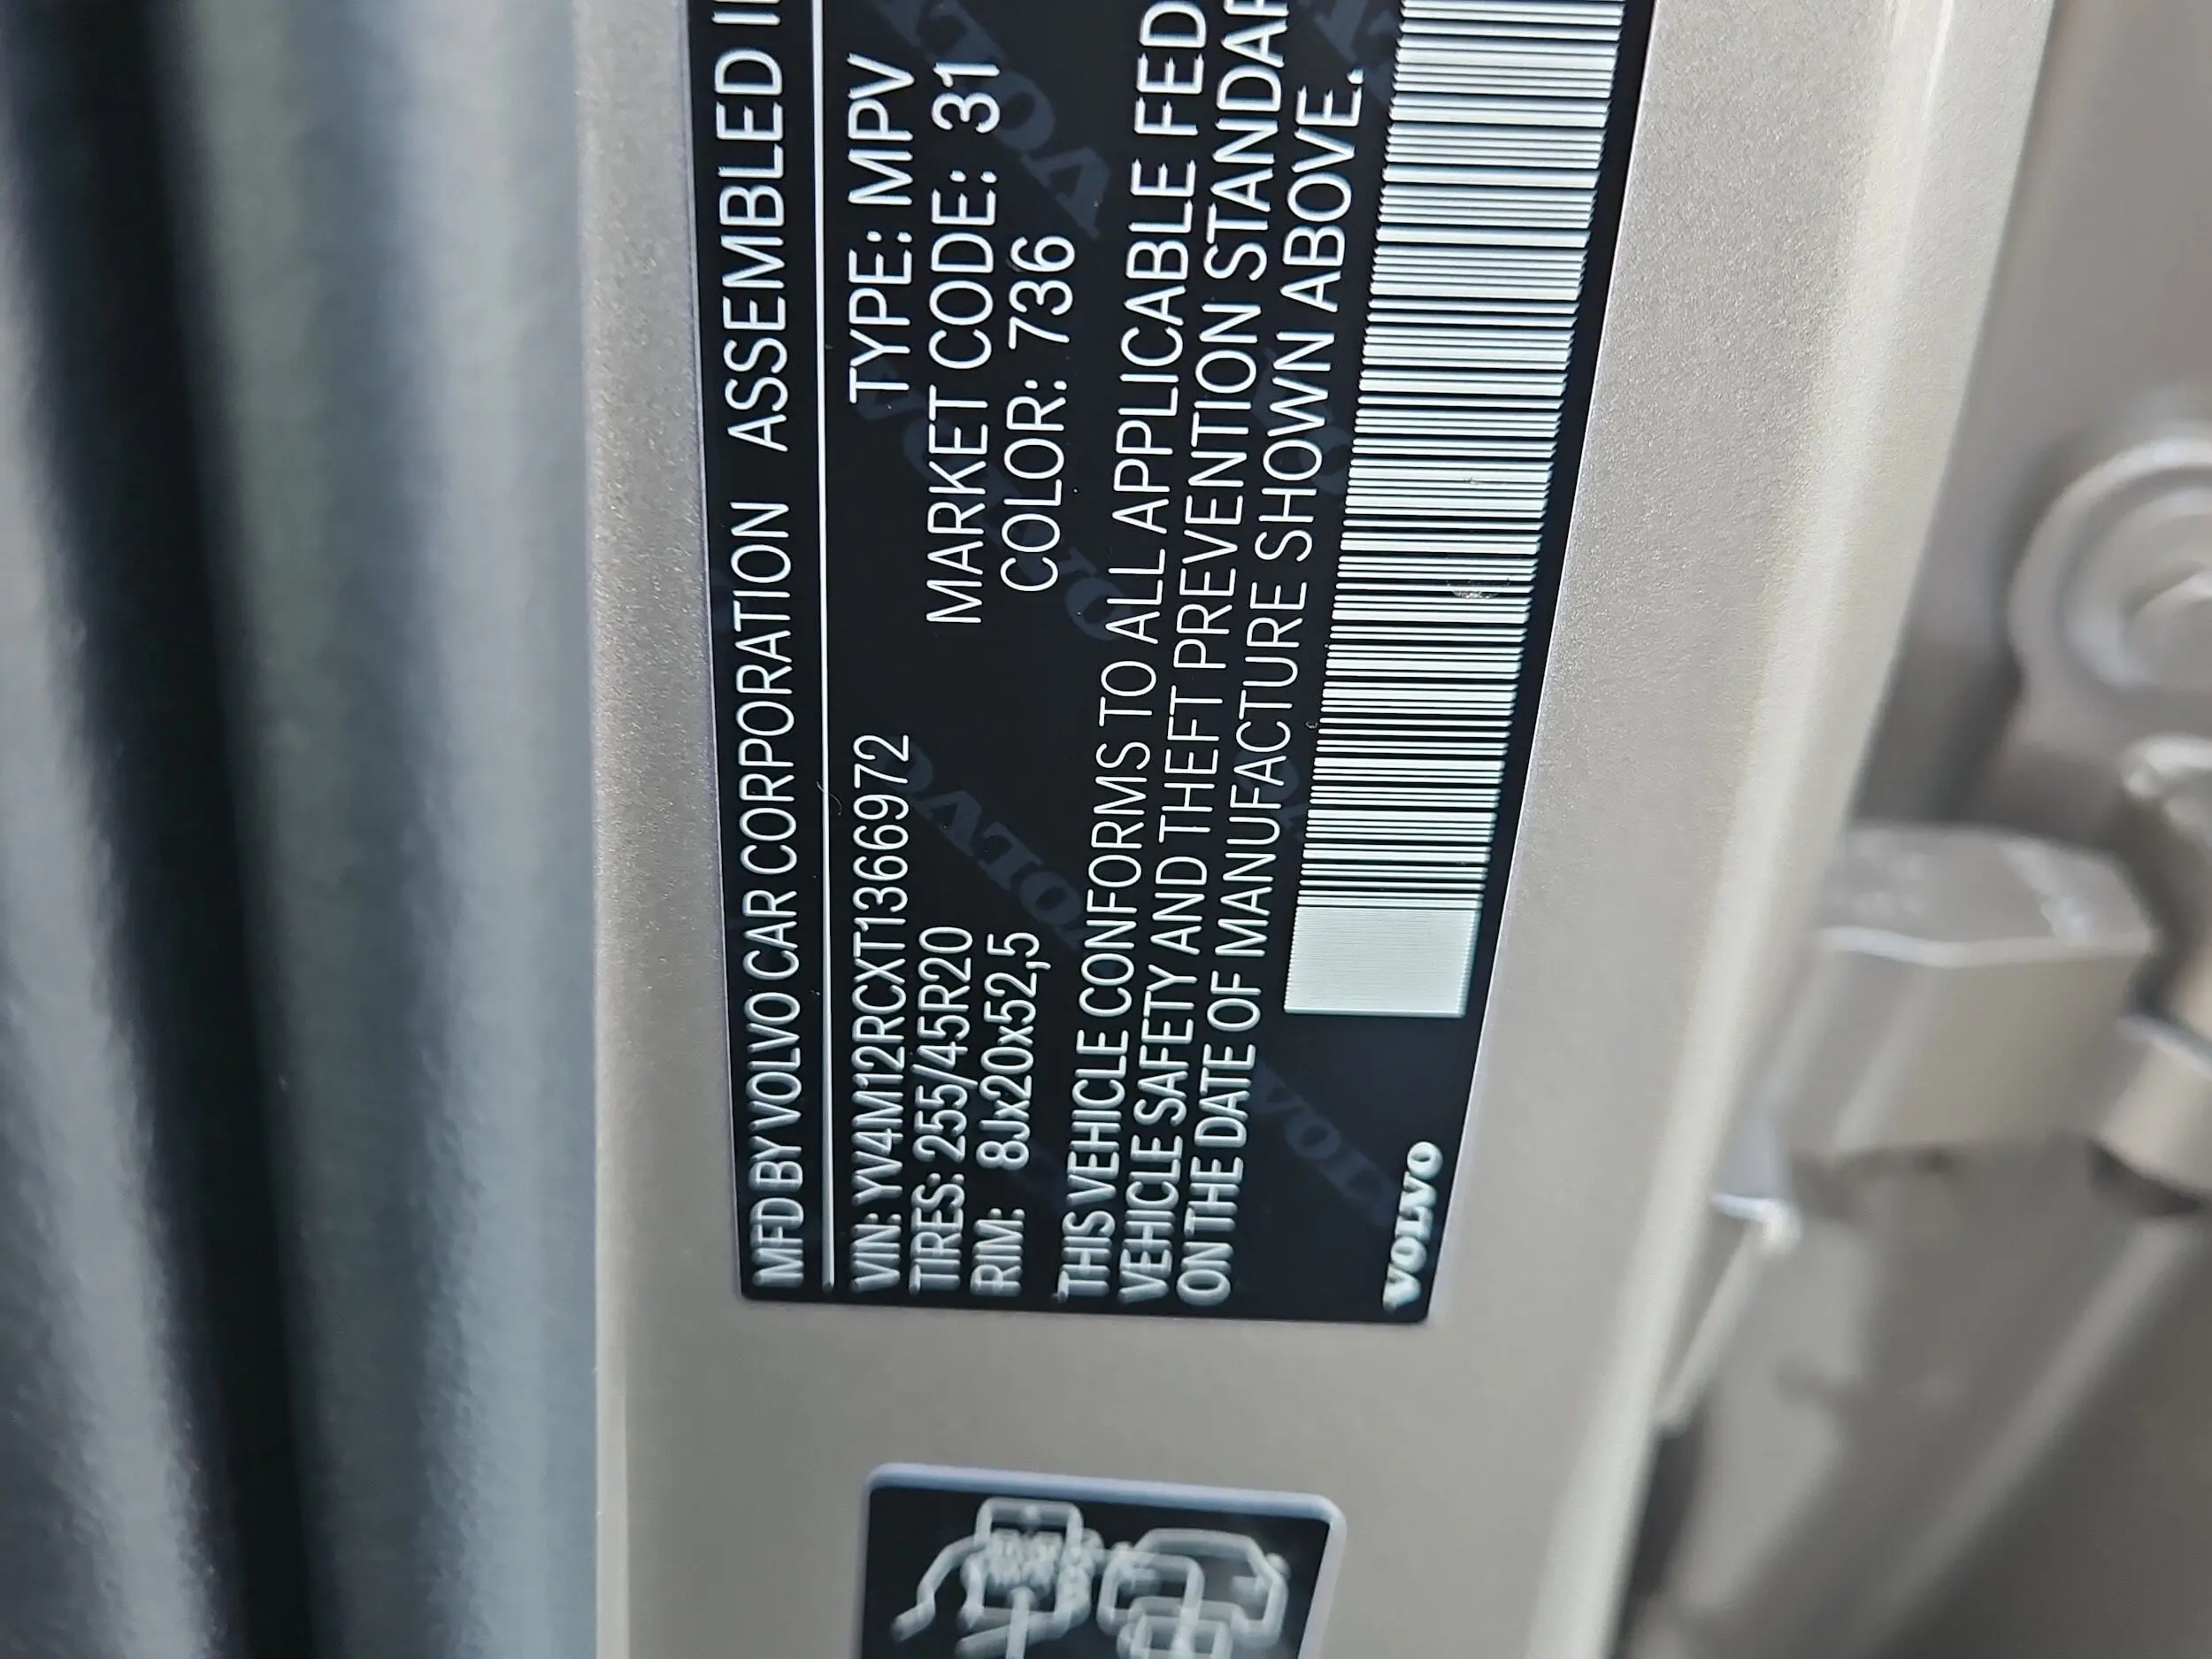 MFD BY VOLVO CAR CORPORATION ASSEMBLED
VIN: YV4M12RCXT1366972 TYPE: MPV
TIRES: 255/45R20 MARKET CODE: 31
RIM: 8Jx20x52,5 COLOR: 736
THIS VEHICLE CONFORMS TO ALL APPLICABLE FED
VEHICLE SAFETY AND THEFT PREVENTION STANDAR
ON THE DATE OF MANUFACTURE SHOWN ABOVE.
VOLVO